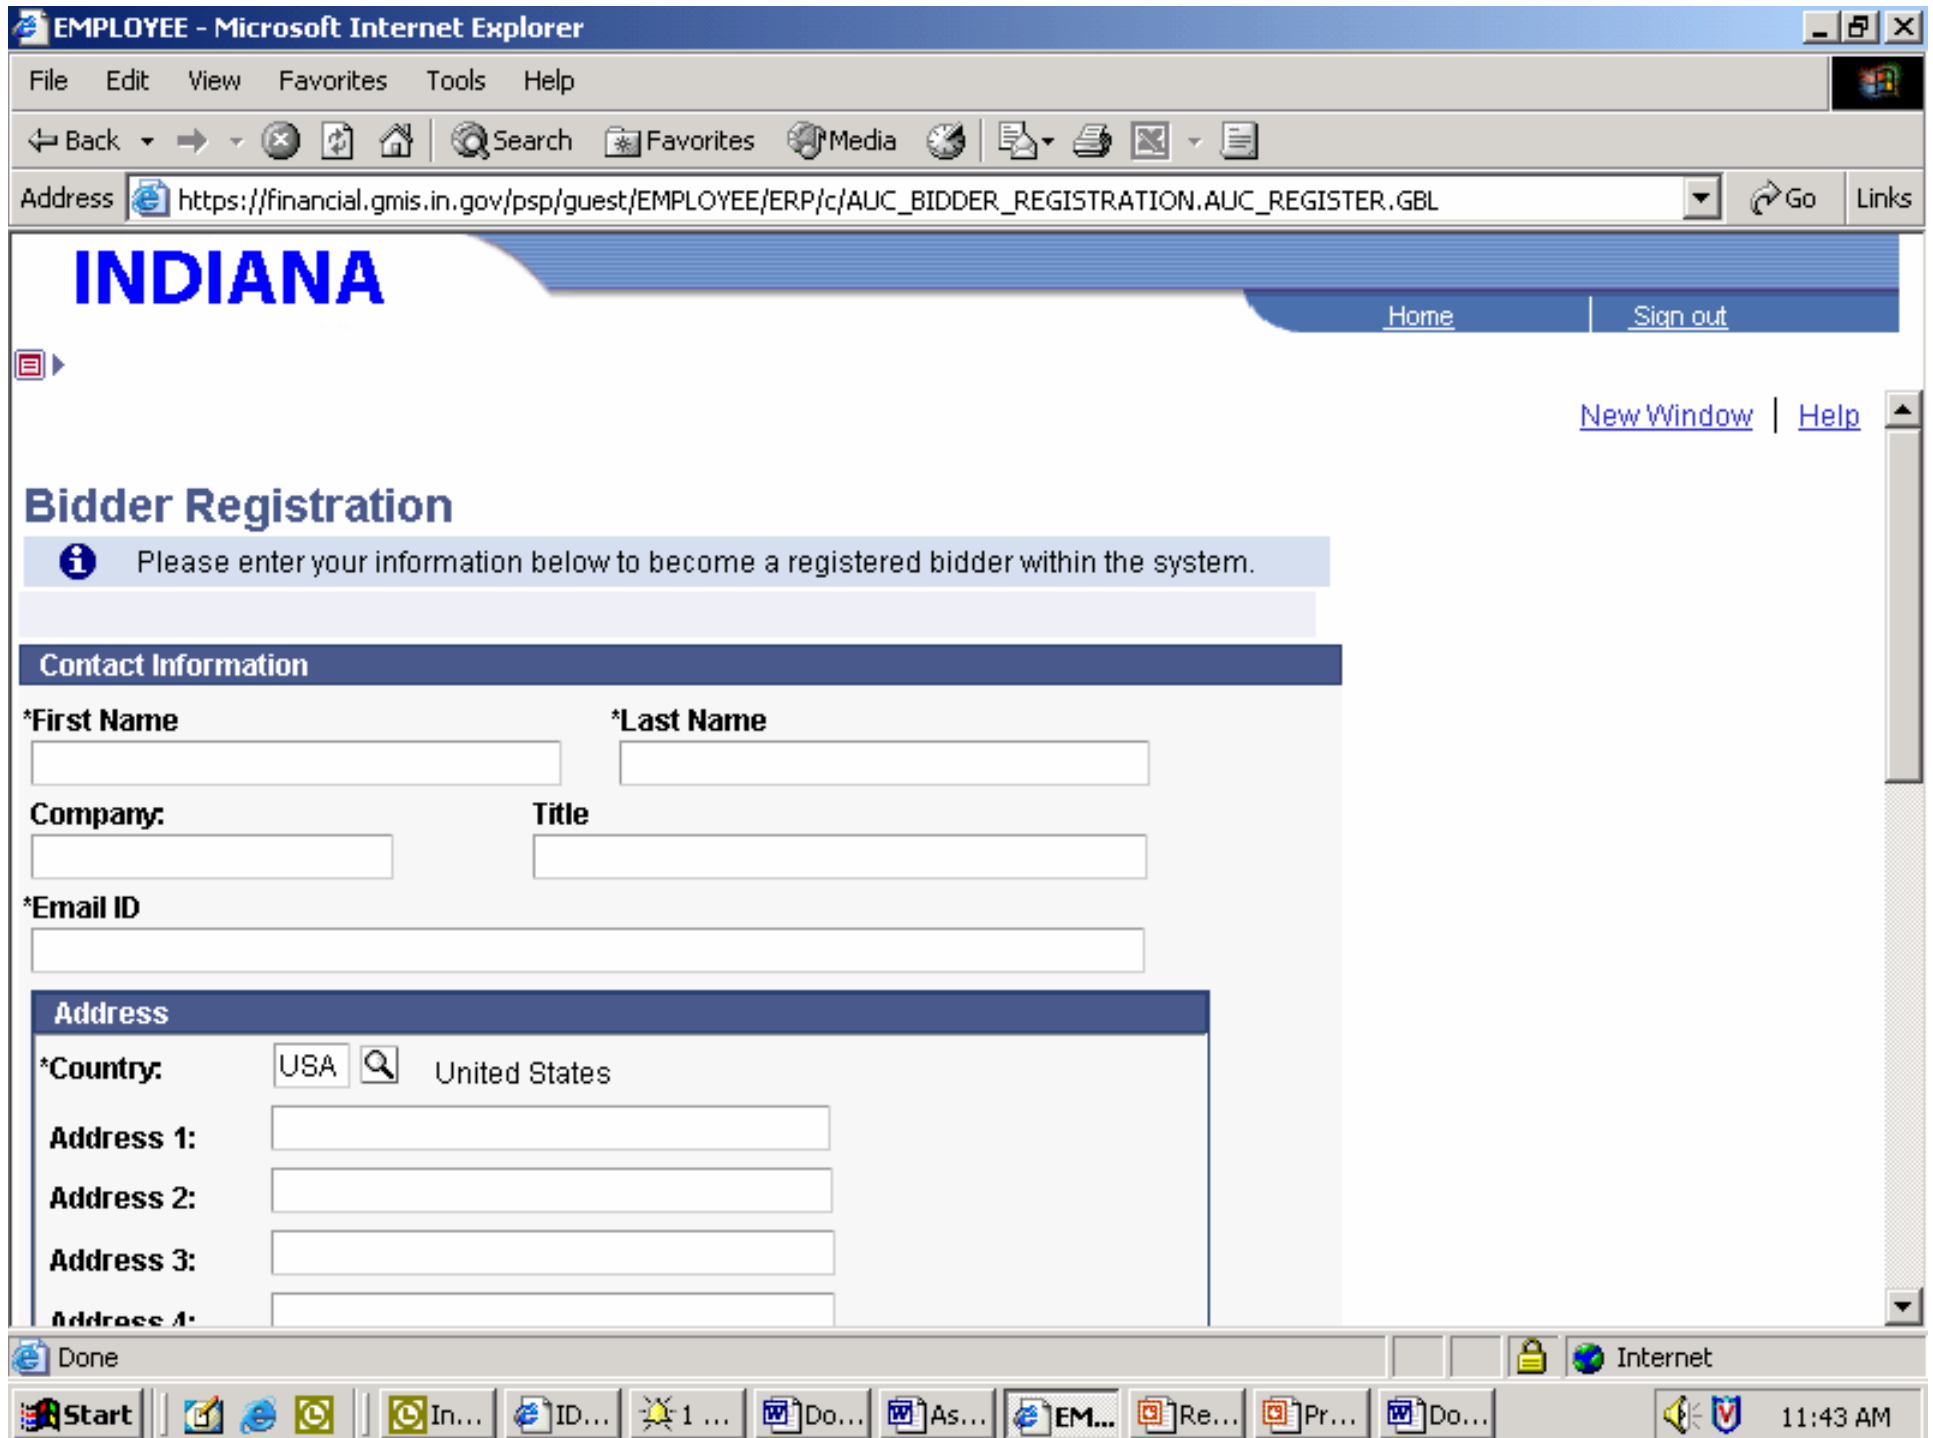 EMPLOYEE - Microsoft Internet Explorer
File Edit View Favorites Tools Help
Back Search Favorites Media
Address https://financial.gmis.in.gov/psp/guest/EMPLOYEE/ERP/c/AUC_BIDDER_REGISTRATION.AUC_REGISTER.GBL Go Links
INDIANA
Home Sign out
New Window | Help
Bidder Registration
Please enter your information below to become a registered bidder within the system.
Contact Information
*First Name *Last Name
Company: Title
*Email ID
Address
*Country: USA United States
Address 1:
Address 2:
Address 3:
Address 4:
Done Internet
Start In... ID... 1 ... Do... As... EM... Re... Pr... Do... 11:43 AM